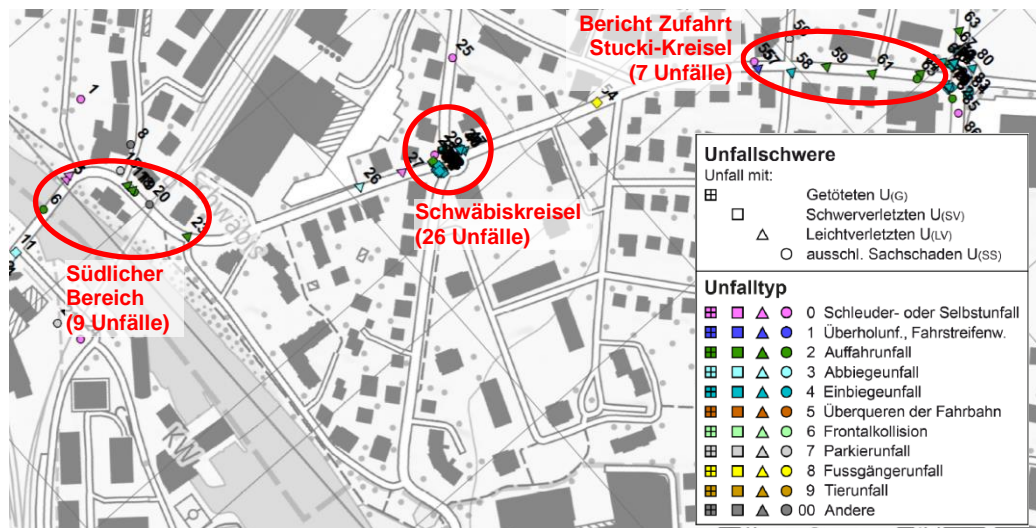 Bericht Zufahrt
Stucki-Kreisel
(7 Unfälle)
63
25
59
61
80
58
54
1
8
86
26
27
20
6
23
11
Schwäbis
Schwäbiskreisel
(26 Unfälle)
Südlicher
Bereich
(9 Unfälle)
KW
Unfallschwere
Unfall mit:
Getöteten U(G)
Schwerverletzten U(SV)
Leichtverletzten U(LV)
ausschl. Sachschaden U(SS)
Unfalltyp
0 Schleuder- oder Selbstunfall
1 Überholunf., Fahrstreifenw.
2 Auffahrunfall
3 Abbiegeunfall
4 Einbiegeunfall
5 Überqueren der Fahrbahn
6 Frontalkollision
7 Parkierunfall
8 Fussgängerunfall
9 Tierunfall
00 Andere